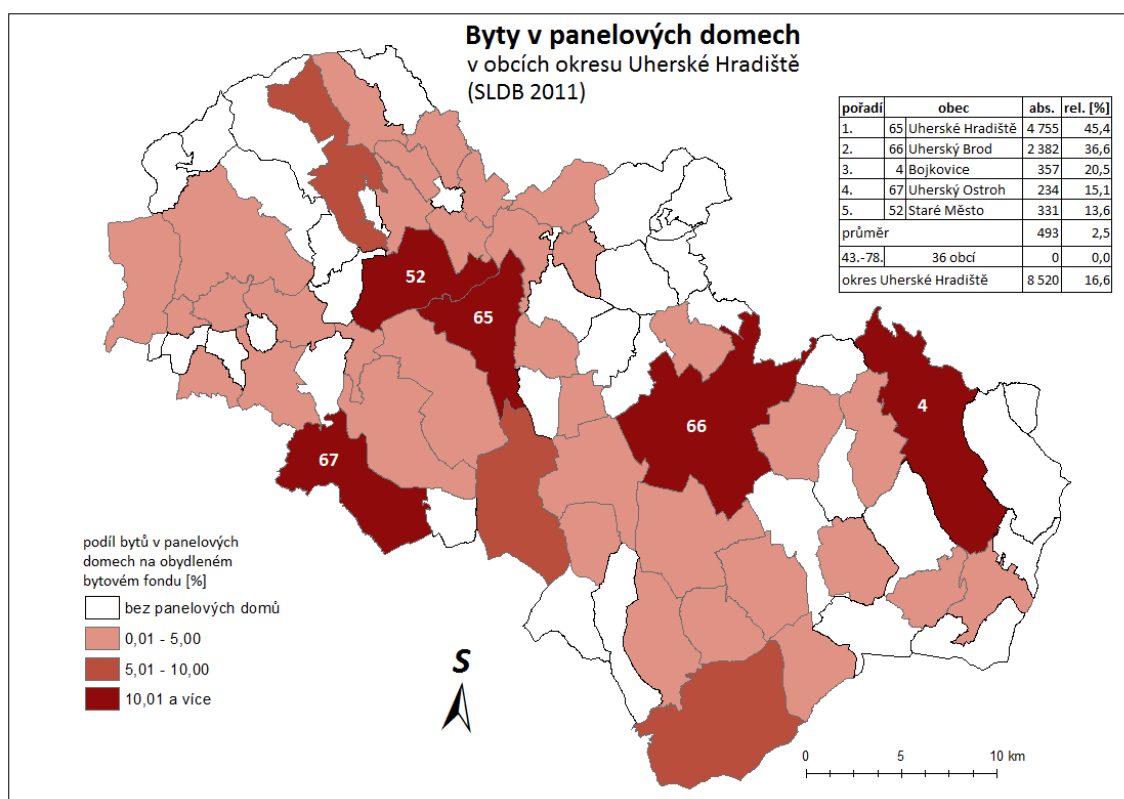 Byty v panelových domech
v obcích okresu Uherské Hradiště
(SLDB 2011)
pořadí obec abs. rel. [%]
1. 65 Uherské Hradiště 4 755 45,4
2. 66 Uherský Brod 2 382 36,6
3. 4 Bojkovice 357 20,5
4. 67 Uherský Ostroh 234 15,1
5. 52 Staré Město 331 13,6
průměr 493 2,5
43.-78. 36 obcí 0 0,0
okres Uherské Hradiště 8 520 16,6
52
65
4
66
67
podíl bytů v panelových
domech na obydleném
bytovém fondu [%]
bez panelových domů
0,01 - 5,00
5,01 - 10,00
10,01 a více
S
0 5 10 km